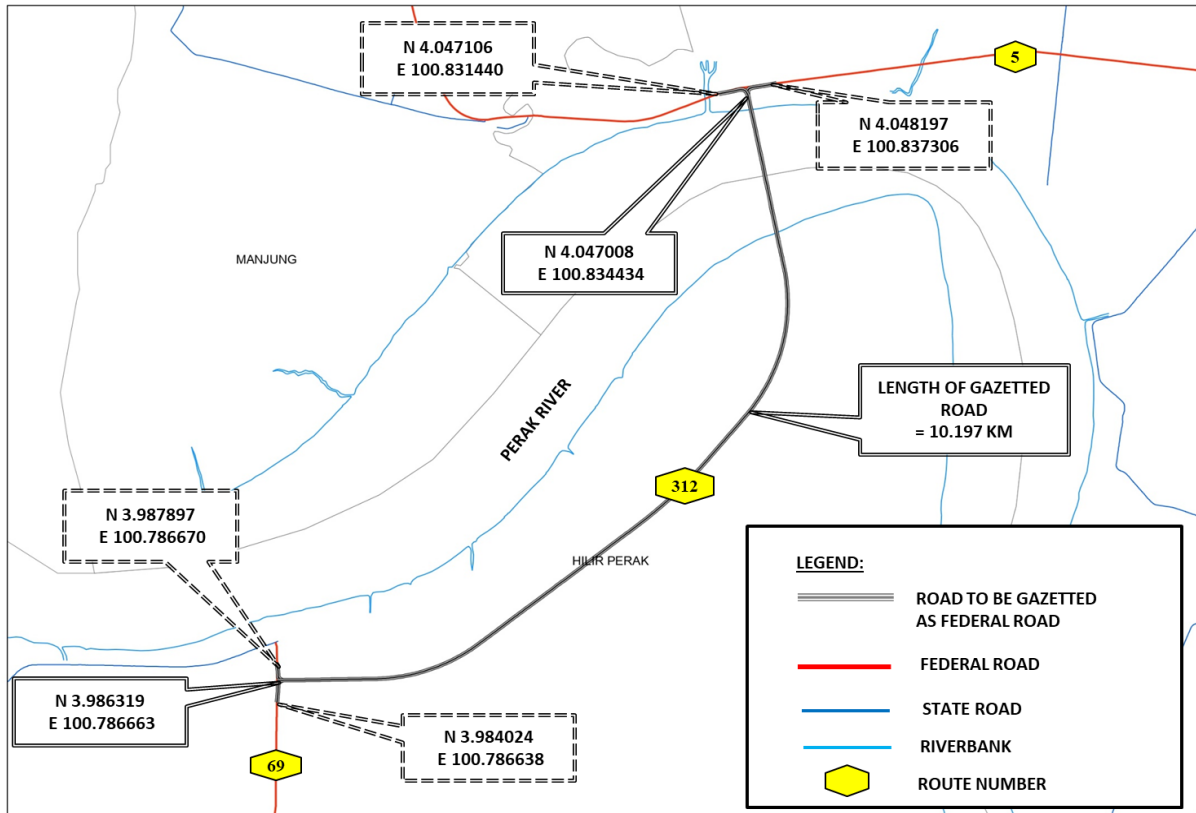 5
N 4.047106
E 100.831440
N 4.048197
E 100.837306
N 4.047008
E 100.834434
MANJUNG
PERAK RIVER
LENGTH OF GAZETTED
ROAD
= 10.197 KM
312
N 3.987897
E 100.786670
HILIR PERAK
N 3.986319
E 100.786663
N 3.984024
E 100.786638
69
LEGEND:
ROAD TO BE GAZETTED
AS FEDERAL ROAD
FEDERAL ROAD
STATE ROAD
RIVERBANK
ROUTE NUMBER